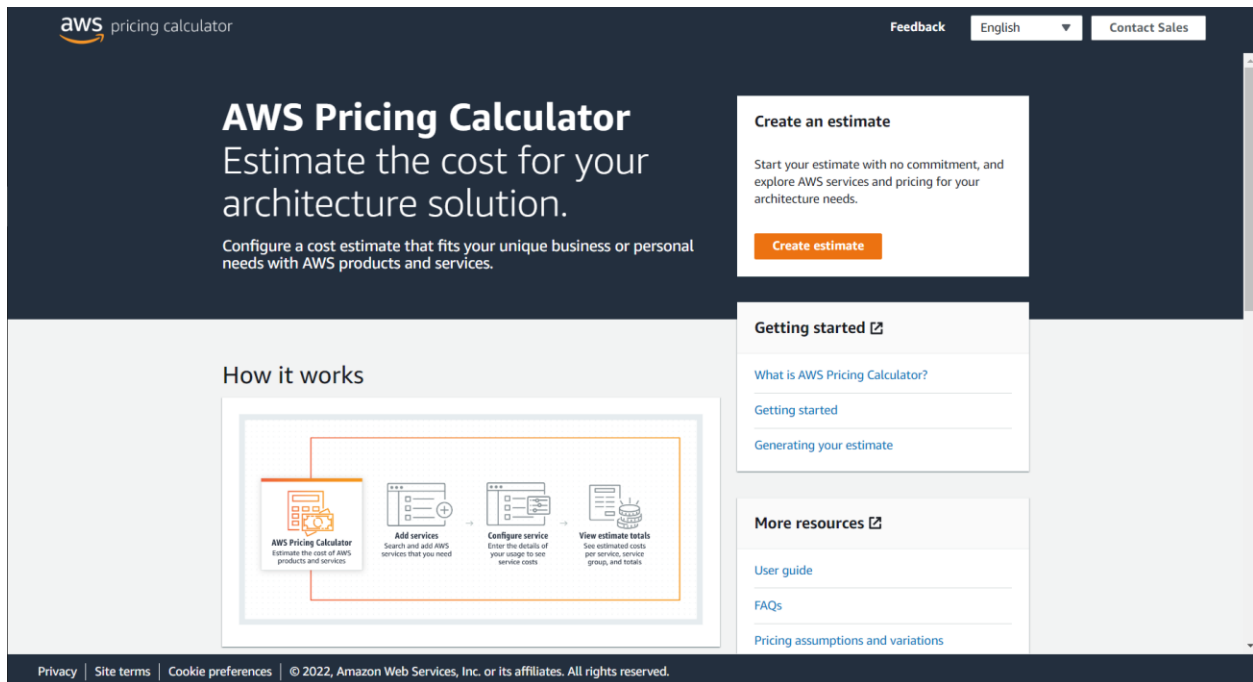 aws pricing calculator
Feedback
English
Contact Sales
AWS Pricing Calculator
Estimate the cost for your
architecture solution.
Configure a cost estimate that fits your unique business or personal
needs with AWS products and services.
Create an estimate
Start your estimate with no commitment, and
explore AWS services and pricing for your
architecture needs.
Create estimate
Getting started
What is AWS Pricing Calculator?
Getting started
Generating your estimate
How it works
AWS Pricing Calculator
Estimate the cost of AWS
products and services
Add services
Search and add AWS
services that you need
Configure service
Enter the details of
your usage to see
service costs
View estimate totals
See estimated costs
per service, service
group, and totals
More resources
User guide
FAQs
Pricing assumptions and variations
Privacy | Site terms | Cookie preferences | © 2022, Amazon Web Services, Inc. or its affiliates. All rights reserved.